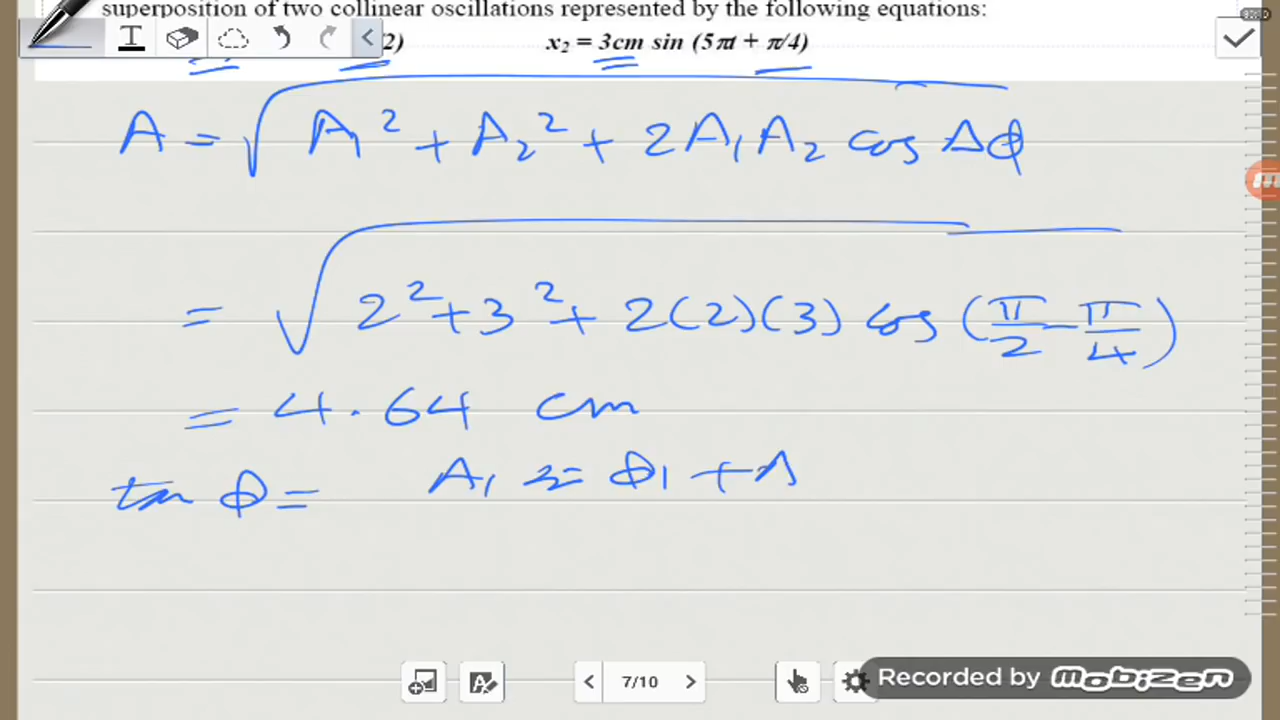 superposition of two collinear oscillations represented by the following equations:
2) x₂ = 3cm sin (5πt + π/4)
A = √(A₁² + A₂² + 2A₁A₂ cos Δφ)
= √(2² + 3² + 2(2)(3) cos (π/2 − π/4))
= 4.64 cm
tan φ = A₁ φ₁ + A
7/10
Recorded by mobizen